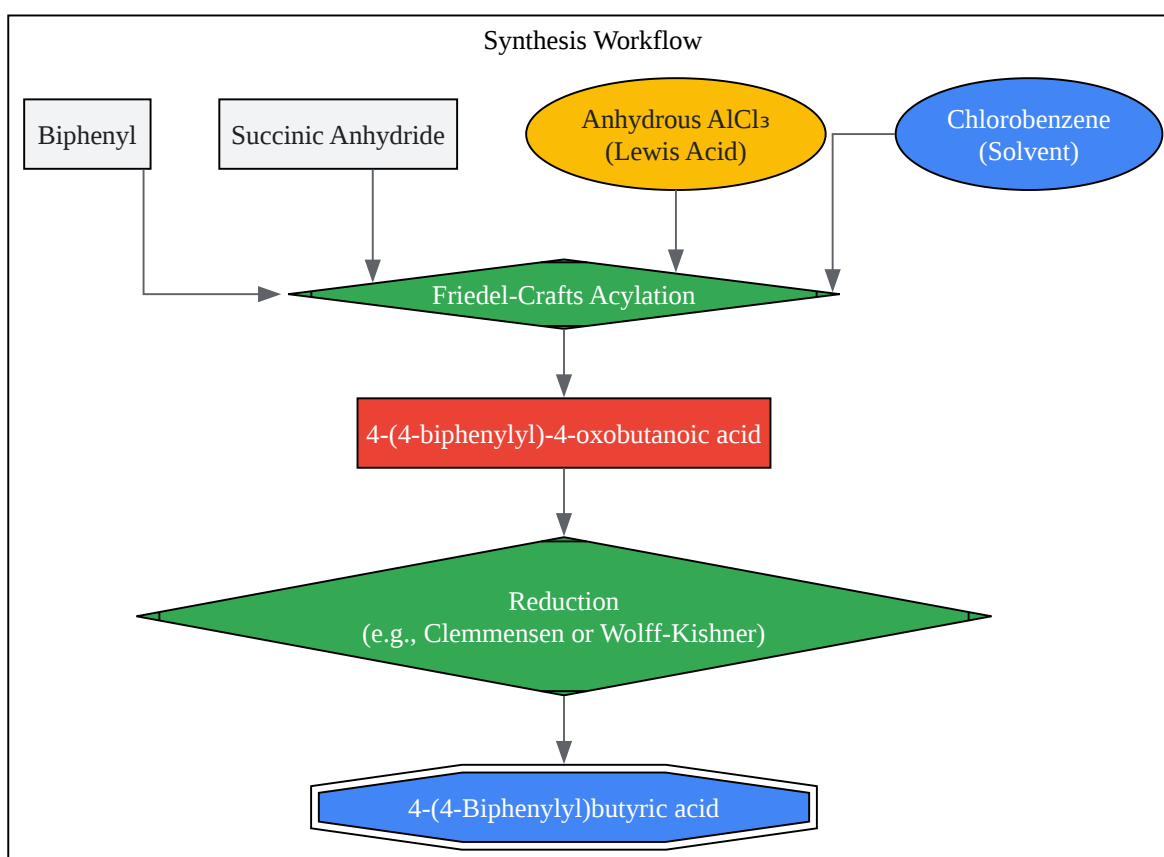 Synthesis Workflow
Biphenyl
Succinic Anhydride
Anhydrous AlCl₃
(Lewis Acid)
Chlorobenzene
(Solvent)
Friedel-Crafts Acylation
4-(4-biphenylyl)-4-oxobutanoic acid
Reduction
(e.g., Clemmensen or Wolff-Kishner)
4-(4-Biphenylyl)butyric acid